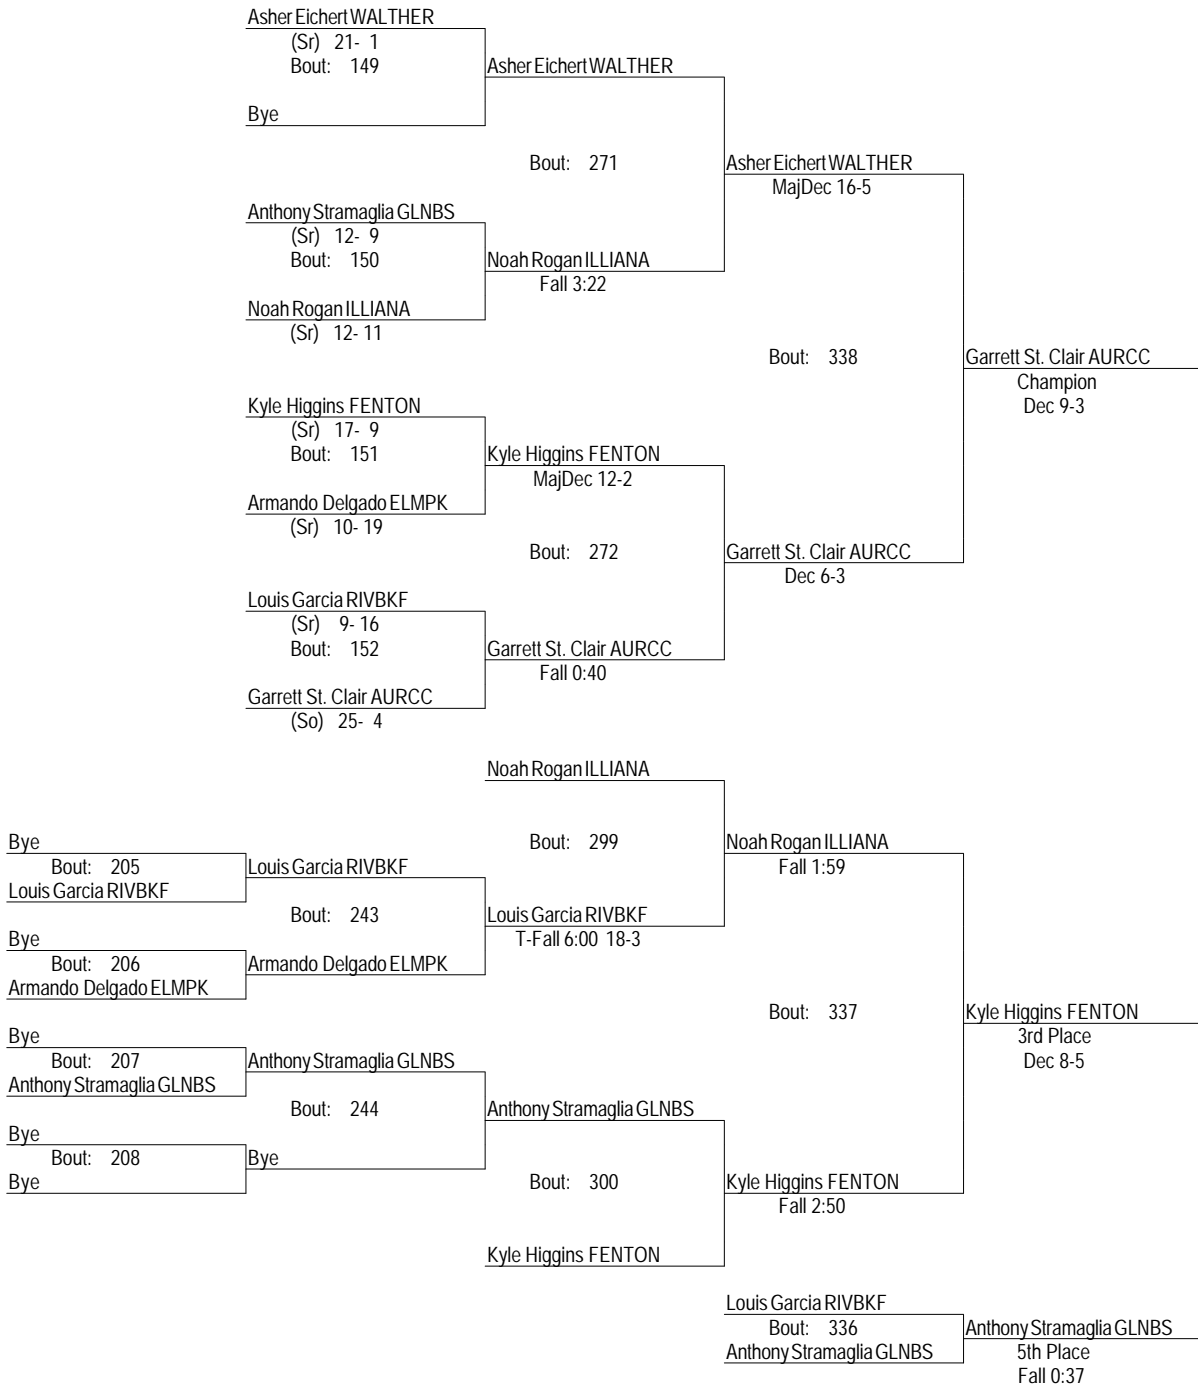 Asher Eichert WALTHER
(Sr) 21- 1
Bout: 149
Asher Eichert WALTHER
Bye
Bout: 271
Asher Eichert WALTHER
MajDec 16-5
Anthony Stramaglia GLNBS
(Sr) 12- 9
Bout: 150
Noah Rogan ILLIANA
Fall 3:22
Noah Rogan ILLIANA
(Sr) 12- 11
Bout: 338
Garrett St. Clair AURCC
Champion
Dec 9-3
Kyle Higgins FENTON
(Sr) 17- 9
Bout: 151
Kyle Higgins FENTON
MajDec 12-2
Armando Delgado ELMPK
(Sr) 10- 19
Bout: 272
Garrett St. Clair AURCC
Dec 6-3
Louis Garcia RIVBKF
(Sr) 9- 16
Bout: 152
Garrett St. Clair AURCC
Fall 0:40
Garrett St. Clair AURCC
(So) 25- 4
Noah Rogan ILLIANA
Bout: 299
Noah Rogan ILLIANA
Fall 1:59
Bye
Bout: 205
Louis Garcia RIVBKF
Louis Garcia RIVBKF
Bout: 243
Louis Garcia RIVBKF
T-Fall 6:00 18-3
Bye
Bout: 206
Armando Delgado ELMPK
Armando Delgado ELMPK
Bout: 337
Kyle Higgins FENTON
3rd Place
Dec 8-5
Bye
Bout: 207
Anthony Stramaglia GLNBS
Anthony Stramaglia GLNBS
Bout: 244
Anthony Stramaglia GLNBS
Bye
Bout: 208
Bye
Bye
Bout: 300
Kyle Higgins FENTON
Fall 2:50
Kyle Higgins FENTON
Louis Garcia RIVBKF
Bout: 336
Anthony Stramaglia GLNBS
Anthony Stramaglia GLNBS
5th Place
Fall 0:37